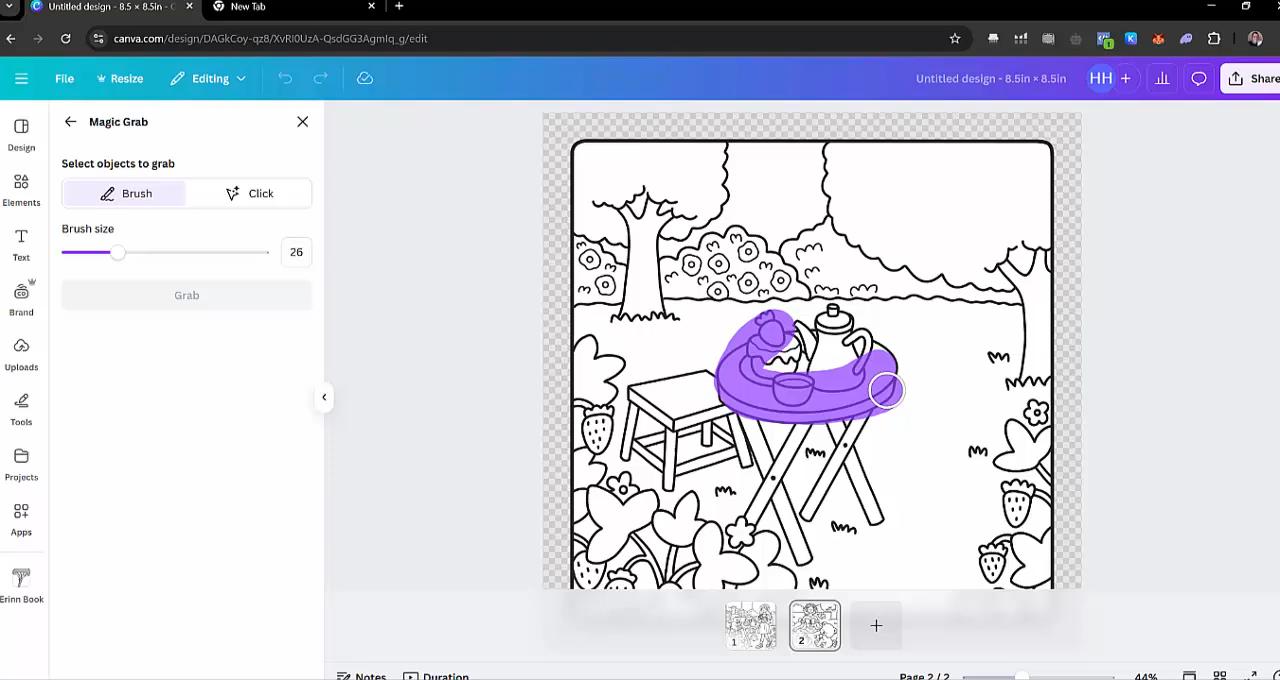 Untitled design - 8.5 × 8.5in - C
New Tab
canva.com/design/DAGkCoy-qz8/XvRI0UzA-QsdGG3AgmIq_g/edit
File
Resize
Editing
Untitled design - 8.5in × 8.5in
HH
Share
Magic Grab
Select objects to grab
Brush
Click
Brush size
26
Grab
Design
Elements
Text
Brand
Uploads
Tools
Projects
Apps
Erinn Book
1
2
Notes
Duration
Page 2 / 2
44%